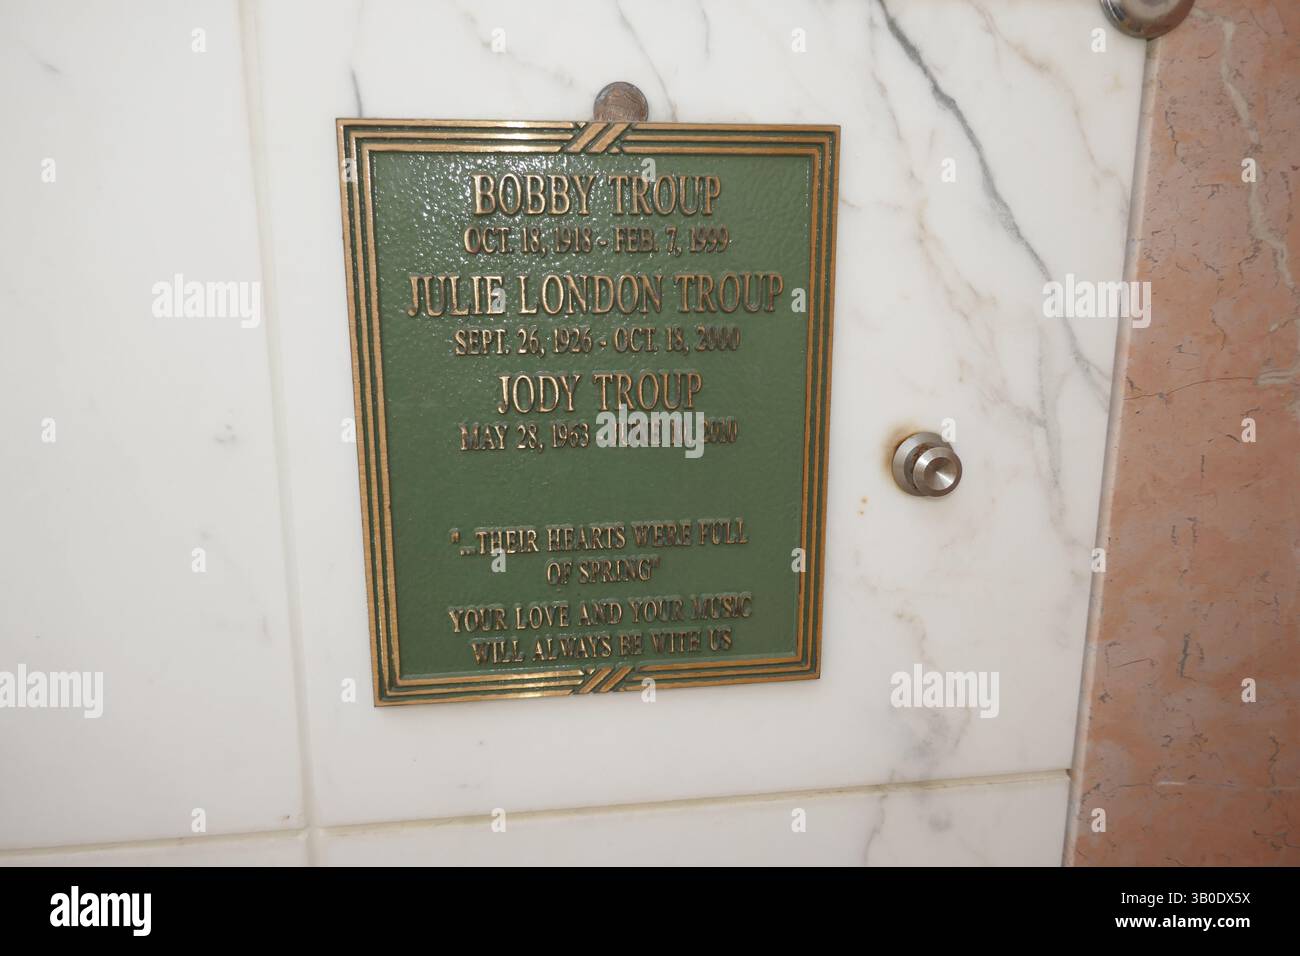 BOBBY TROUP
OCT. 18, 1918 - FEB. 7, 1999
JULIE LONDON TROUP
SEPT. 26, 1926 - OCT. 18, 2000
JODY TROUP
MAY 28, 1963 - 2010
"...THEIR HEARTS WERE FULL
OF SPRING"
YOUR LOVE AND YOUR MUSIC
WILL ALWAYS BE WITH US
alamy
alamy
alamy
alamy
alamy
alamy
alamy
Image ID: 3B0DX5X
www.alamy.com